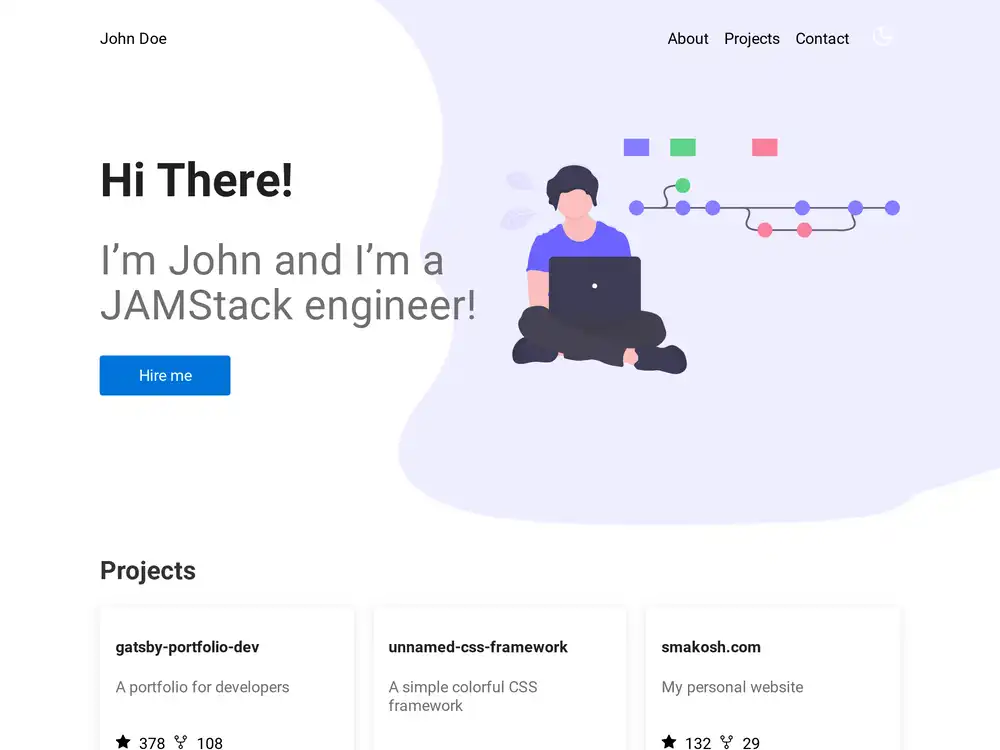 John Doe
About Projects Contact
Hi There!
I’m John and I’m a
JAMStack engineer!
Hire me
Projects
gatsby-portfolio-dev
A portfolio for developers
378 108
unnamed-css-framework
A simple colorful CSS
framework
smakosh.com
My personal website
132 29